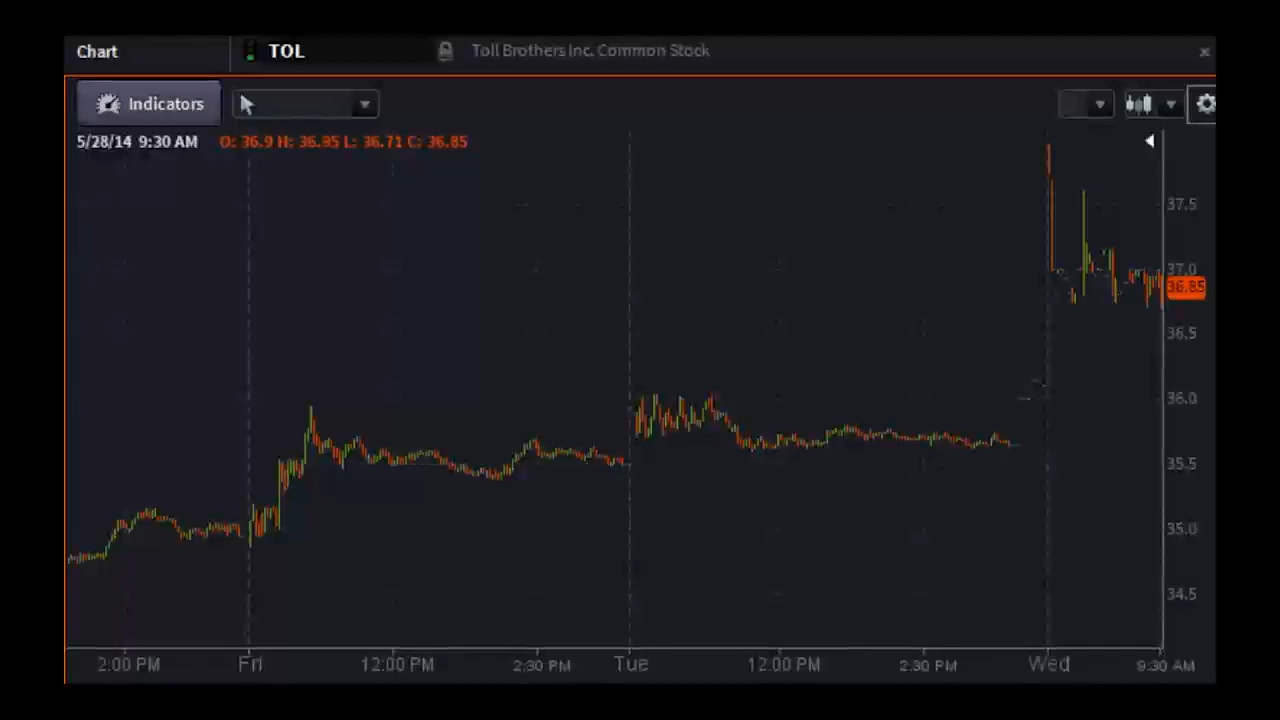 Chart TOL Toll Brothers Inc. Common Stock ×
Indicators
5/28/14 9:30 AM O: 36.9 H: 36.95 L: 36.71 C: 36.85
37.5
37.0
36.85
36.5
36.0
35.5
35.0
34.5
2:00 PM Fri 12:00 PM 2:30 PM Tue 12:00 PM 2:30 PM Wed 9:30 AM